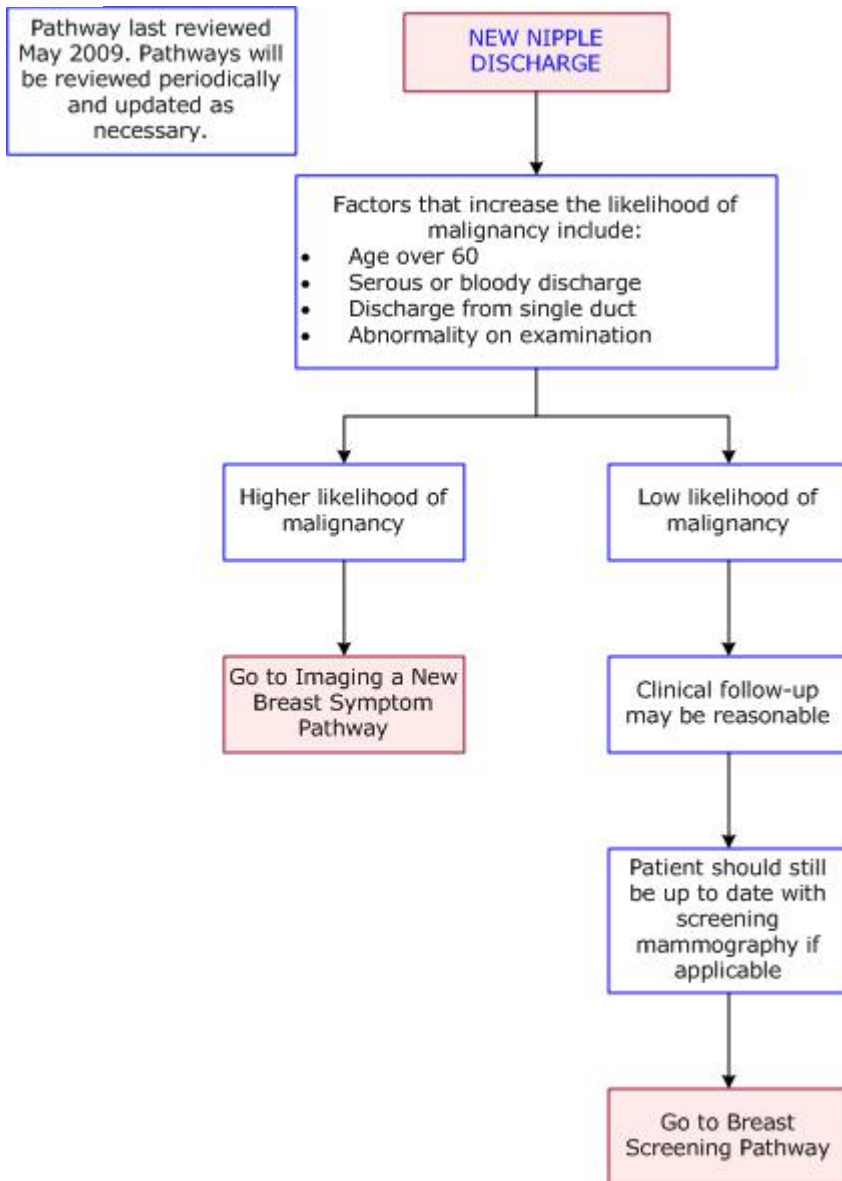 Pathway last reviewed
May 2009. Pathways will
be reviewed periodically
and updated as
necessary.
NEW NIPPLE
DISCHARGE
Factors that increase the likelihood of
malignancy include:
• Age over 60
• Serous or bloody discharge
• Discharge from single duct
• Abnormality on examination
Higher likelihood of
malignancy
Low likelihood of
malignancy
Go to Imaging a New
Breast Symptom
Pathway
Clinical follow-up
may be reasonable
Patient should still
be up to date with
screening
mammography if
applicable
Go to Breast
Screening Pathway